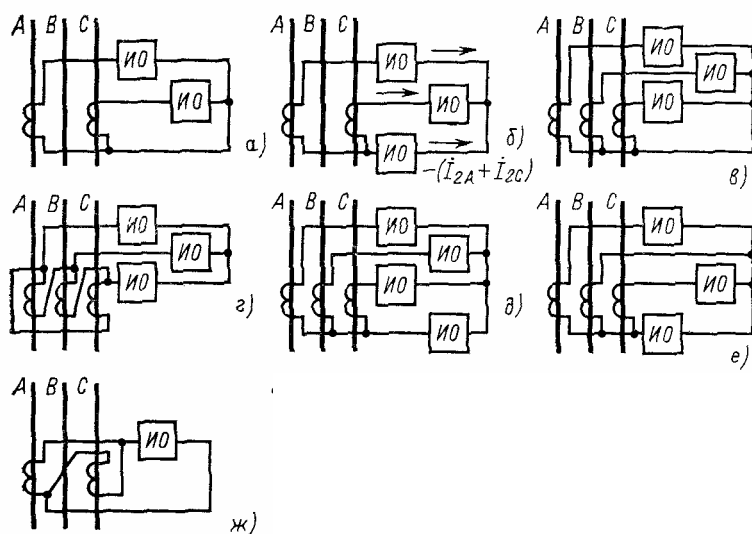 A B C
ИО
ИО
а)
A B C
ИО
ИО
ИО
–(İ2A + İ2C)
б)
A B C
ИО
ИО
ИО
в)
A B C
ИО
ИО
ИО
г)
A B C
ИО
ИО
ИО
ИО
д)
A B C
ИО
ИО
ИО
е)
A B C
ИО
ж)